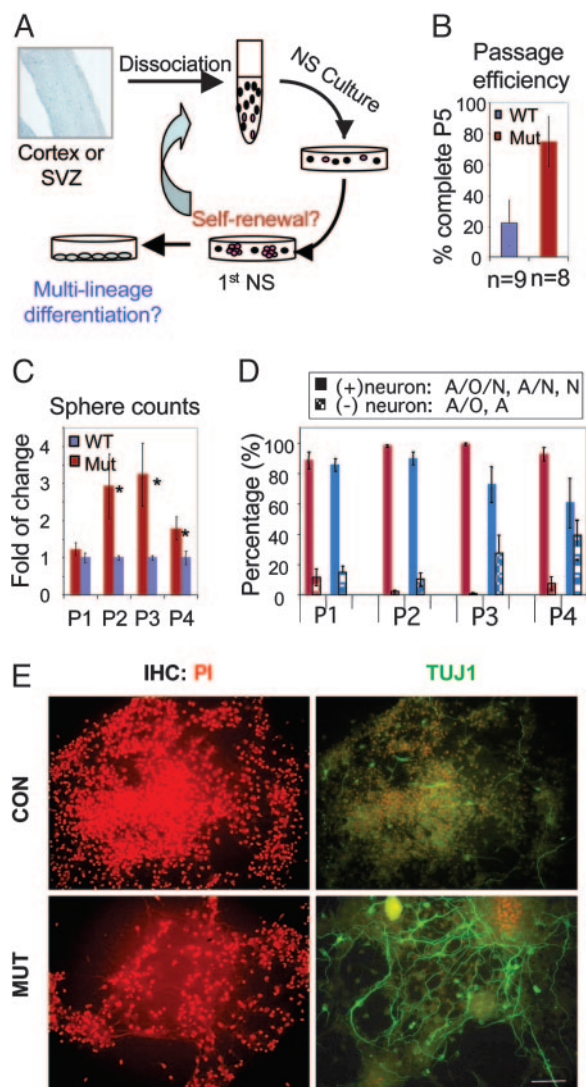 A
Dissociation
NS Culture
Cortex or
SVZ
Self-renewal?
1st NS
Multi-lineage
differentiation?
B
Passage
efficiency
100
80
60
40
20
0
% complete P5
WT
Mut
n=9 n=8
C
Sphere counts
Fold of change
4
3
2
1
0
WT
Mut
*
*
*
P1 P2 P3 P4
D
(+)neuron: A/O/N, A/N, N
(-) neuron: A/O, A
Percentage (%)
100
80
60
40
20
0
P1 P2 P3 P4
E
IHC: PI
TUJ1
CON
MUT